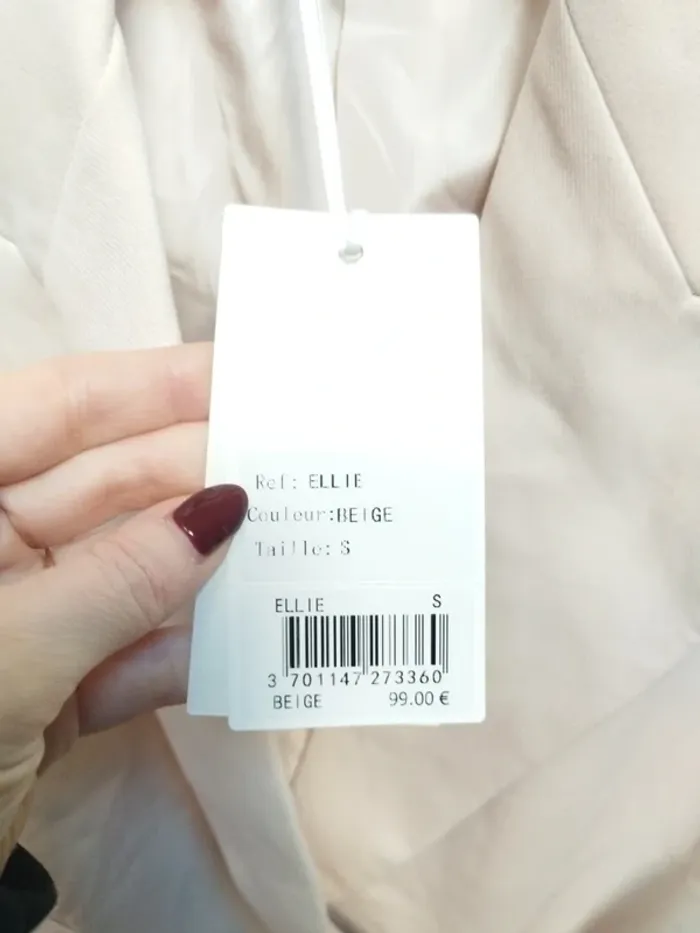 Ref: ELLIE
Couleur:BEIGE
Taille: S
ELLIE S
3 701147 273360
BEIGE 99.00 €